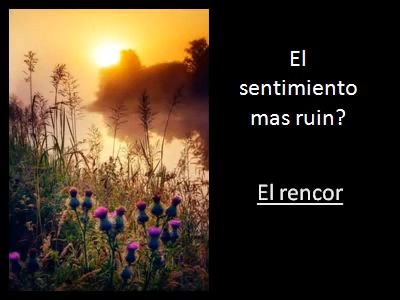 El
sentimiento
mas ruin?
El rencor